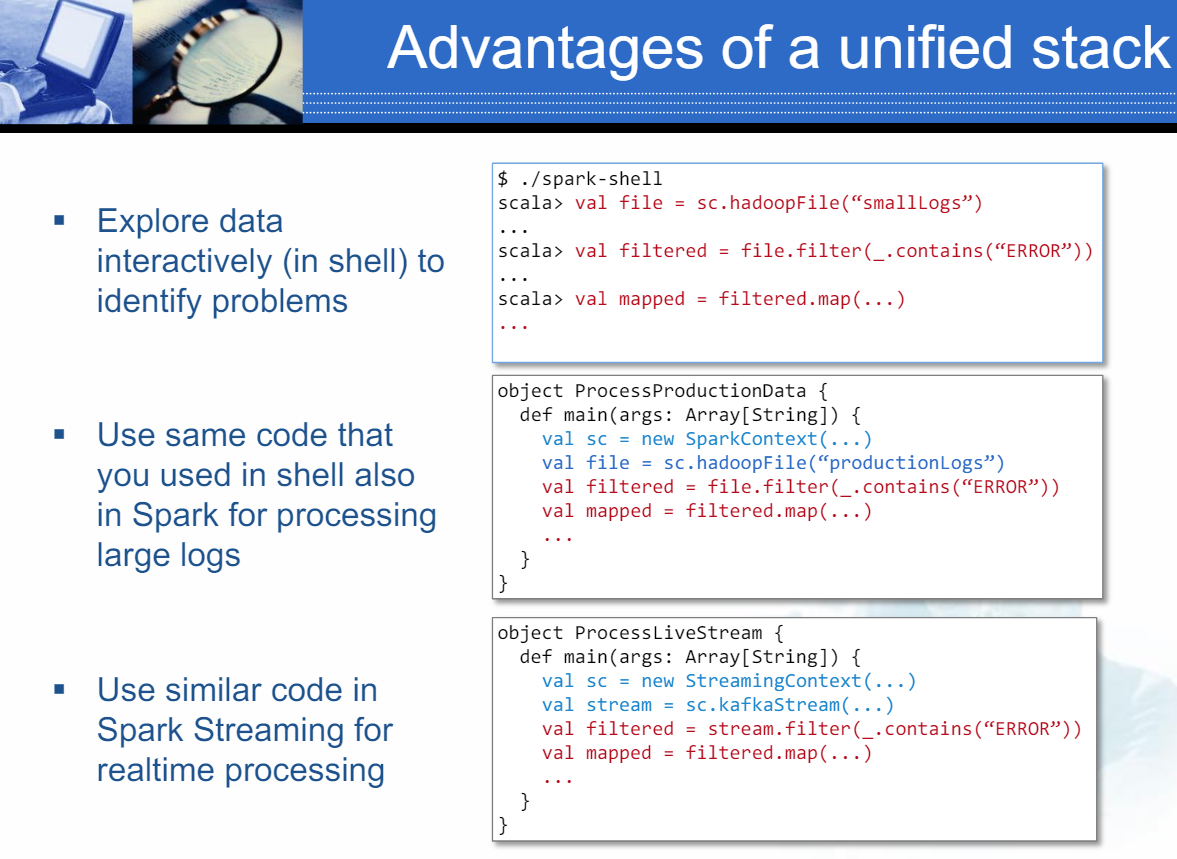 Advantages of a unified stack
▪ Explore data
interactively (in shell) to
identify problems
$ ./spark-shell
scala> val file = sc.hadoopFile(“smallLogs”)
...
scala> val filtered = file.filter(_.contains(“ERROR”))
...
scala> val mapped = filtered.map(...)
...
▪ Use same code that
you used in shell also
in Spark for processing
large logs
object ProcessProductionData {
  def main(args: Array[String]) {
    val sc = new SparkContext(...)
    val file = sc.hadoopFile(“productionLogs”)
    val filtered = file.filter(_.contains(“ERROR”))
    val mapped = filtered.map(...)
    ...
  }
}
▪ Use similar code in
Spark Streaming for
realtime processing
object ProcessLiveStream {
  def main(args: Array[String]) {
    val sc = new StreamingContext(...)
    val stream = sc.kafkaStream(...)
    val filtered = stream.filter(_.contains(“ERROR”))
    val mapped = filtered.map(...)
    ...
  }
}